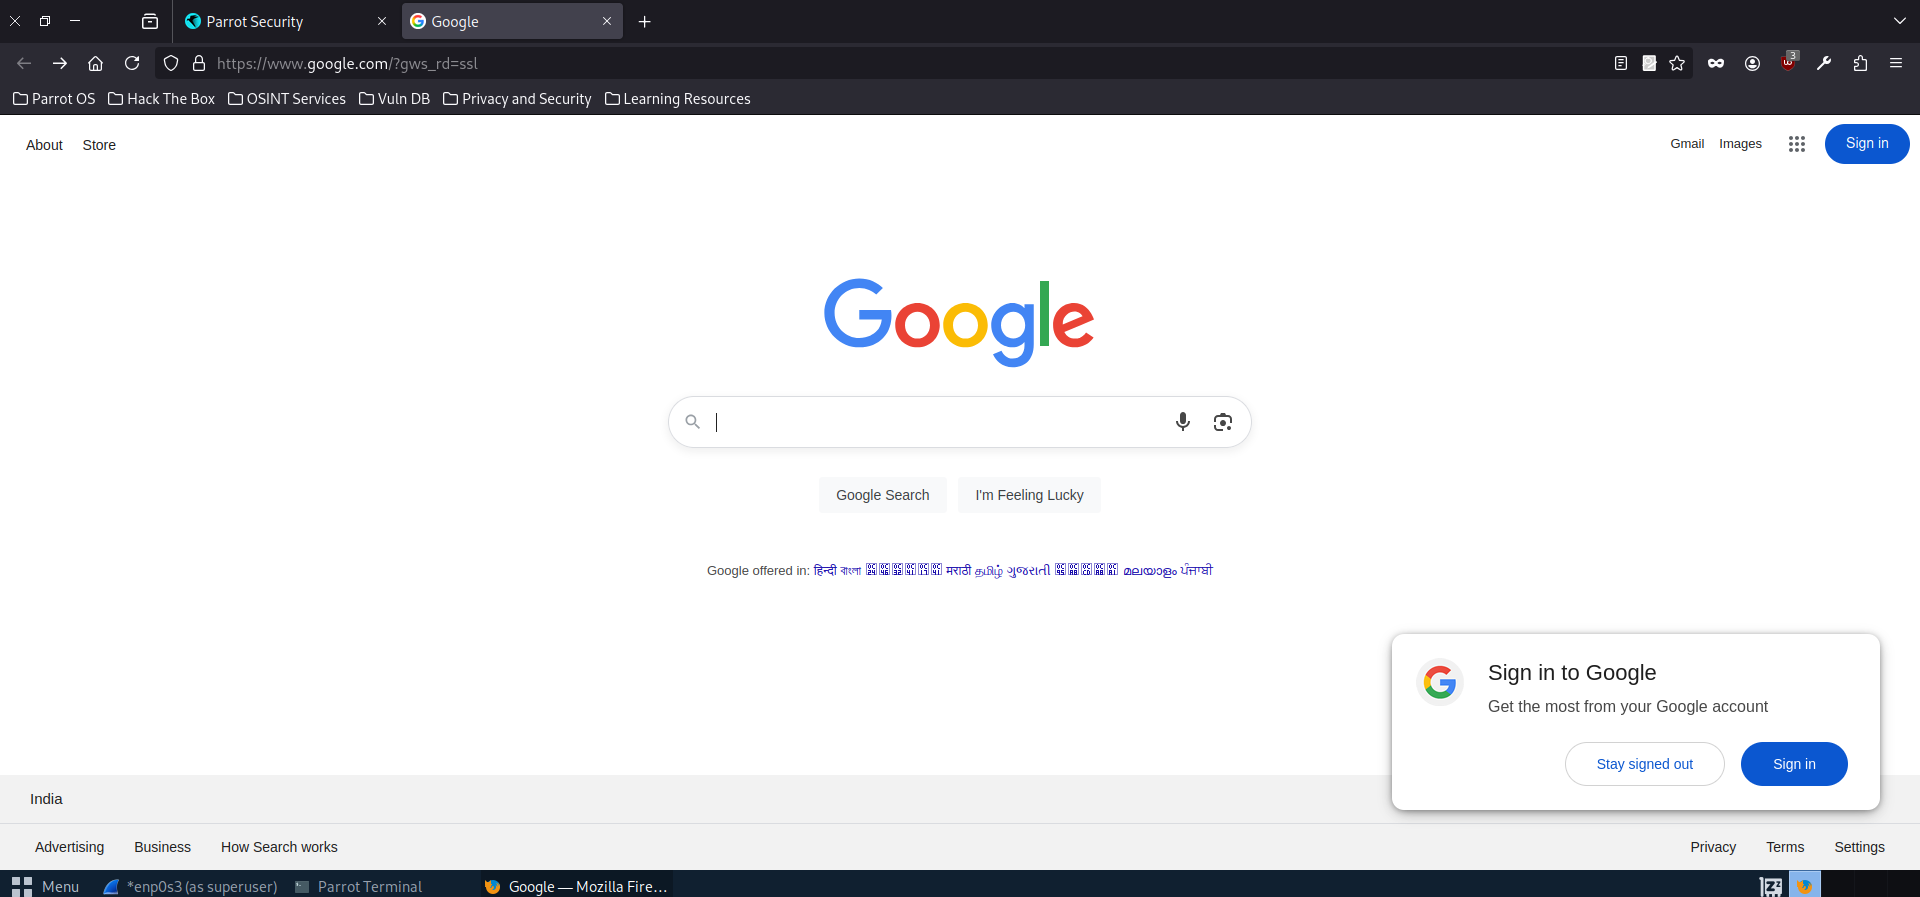 Parrot Security
Google
https://www.google.com/?gws_rd=ssl
3
Parrot OS
Hack The Box
OSINT Services
Vuln DB
Privacy and Security
Learning Resources
About
Store
Gmail
Images
Sign in
Google
Google Search
I'm Feeling Lucky
Google offered in: हिन्दी বাংলা मराठी தமிழ் ગુજરાતી മലയാളം ਪੰਜਾਬੀ
Sign in to Google
Get the most from your Google account
Stay signed out
Sign in
India
Advertising
Business
How Search works
Privacy
Terms
Settings
Menu
*enp0s3 (as superuser)
Parrot Terminal
Google — Mozilla Fire...